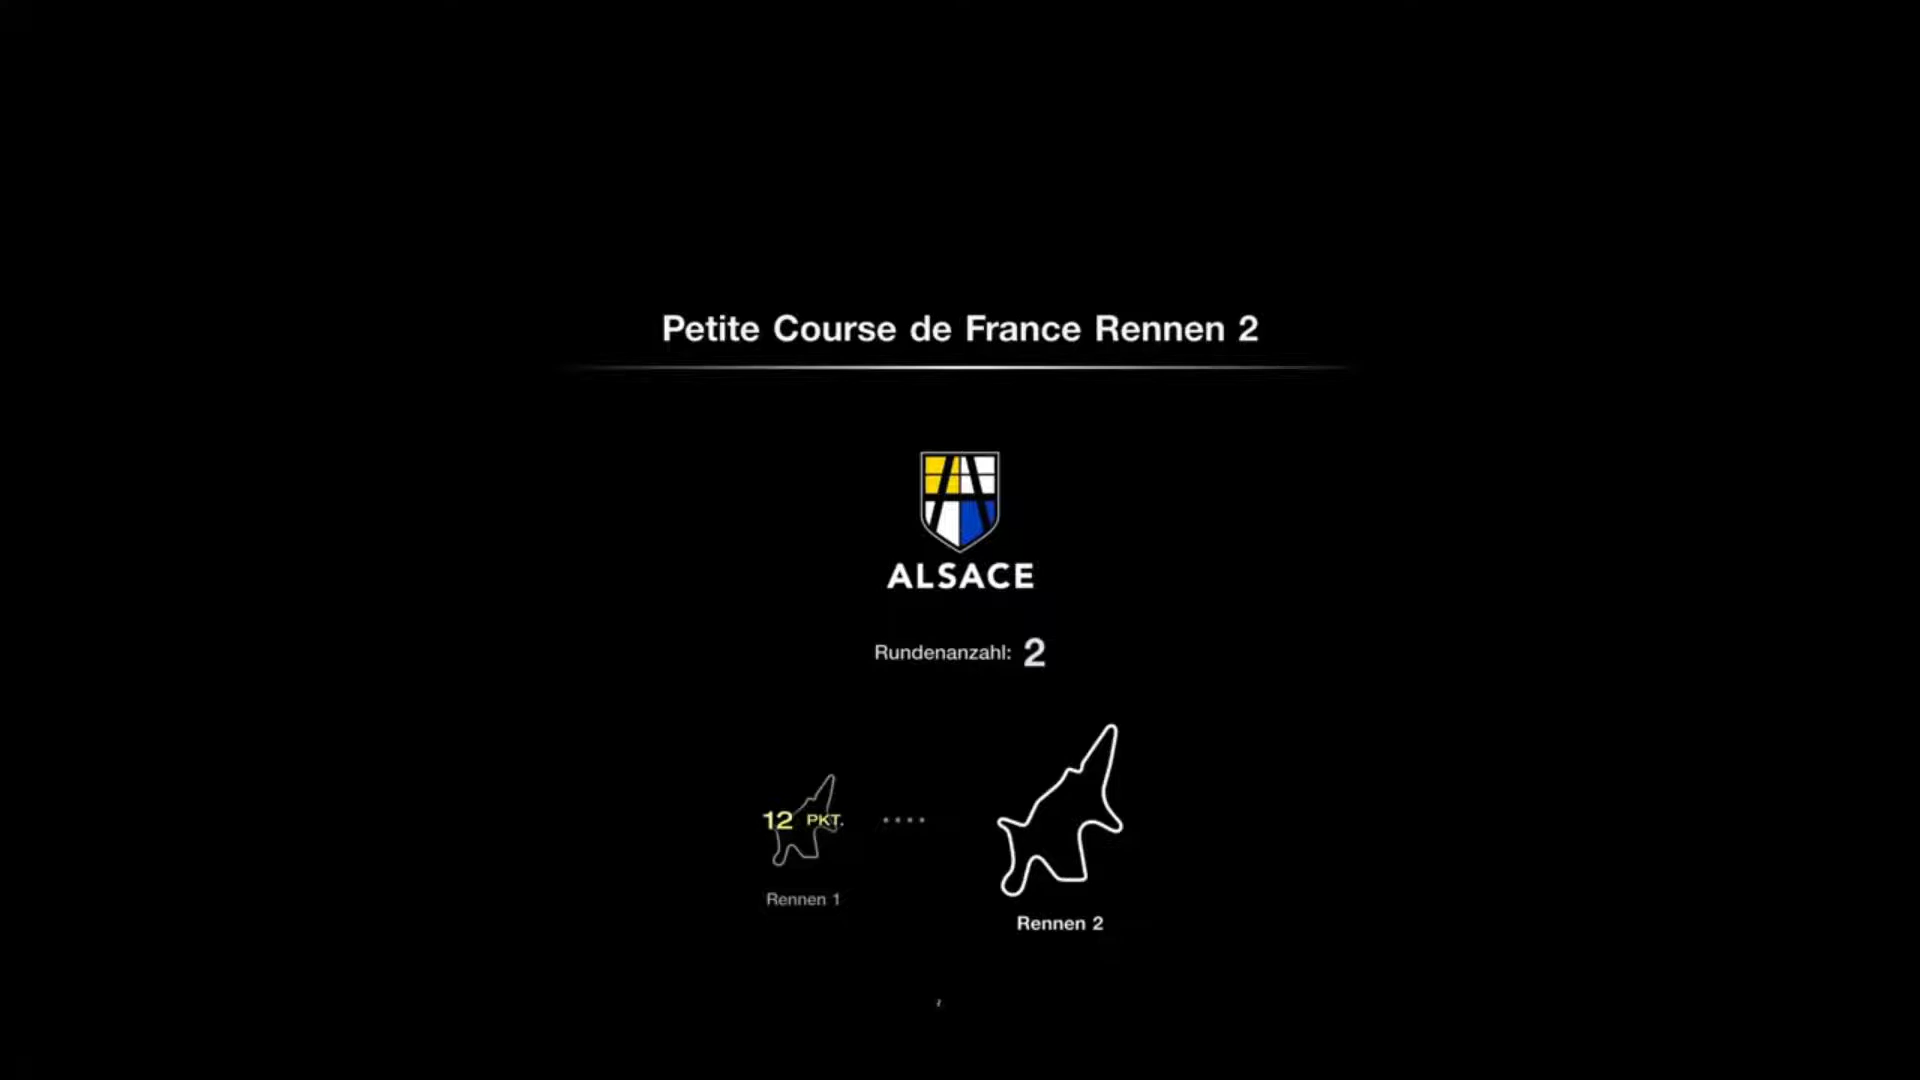 Petite Course de France Rennen 2
ALSACE
Rundenanzahl: 2
12 PKT.
Rennen 1
Rennen 2